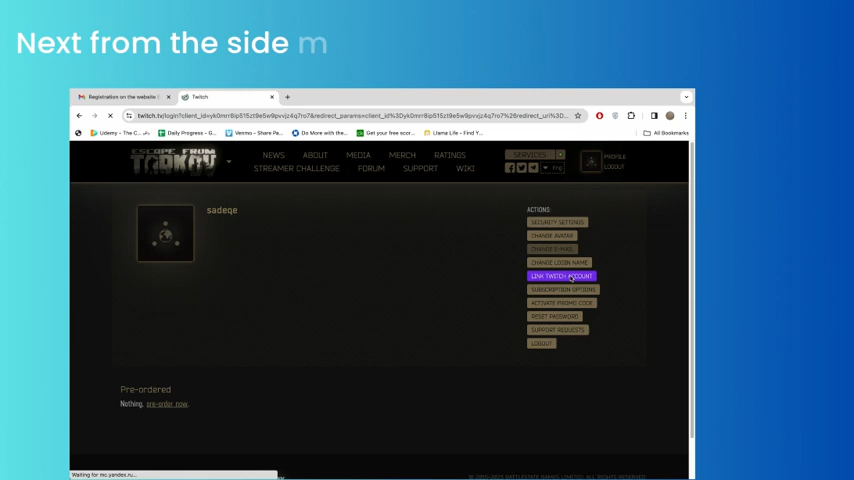 Next from the side m
Registration on the website E
Twitch
twitch.tv/login?client_id=yk0mrr8ip515zt9e5w9pvvjz4q7ro7&redirect_params=client_id%3Dyk0mrr8ip515zt9e5w9pvvjz4q7ro7%26redirect_uri%3D...
Udemy - The C...
Daily Progress - G...
Venmo - Share Pa...
Do More with the...
Get your free scor...
Llama Life - Find Y...
All Bookmarks
ESCAPE FROM
TARKOV
NEWS ABOUT MEDIA MERCH RATINGS
STREAMER CHALLENGE FORUM SUPPORT WIKI
SERVICES
PROFILE
LOGOUT
sadeqe
ACTIONS:
SECURITY SETTINGS
CHANGE AVATAR
CHANGE E-MAIL
CHANGE LOGIN NAME
LINK TWITCH ACCOUNT
SUBSCRIPTION OPTIONS
ACTIVATE PROMO CODE
RESET PASSWORD
SUPPORT REQUESTS
LOGOUT
Pre-ordered
Nothing, pre-order now.
Waiting for mc.yandex.ru...